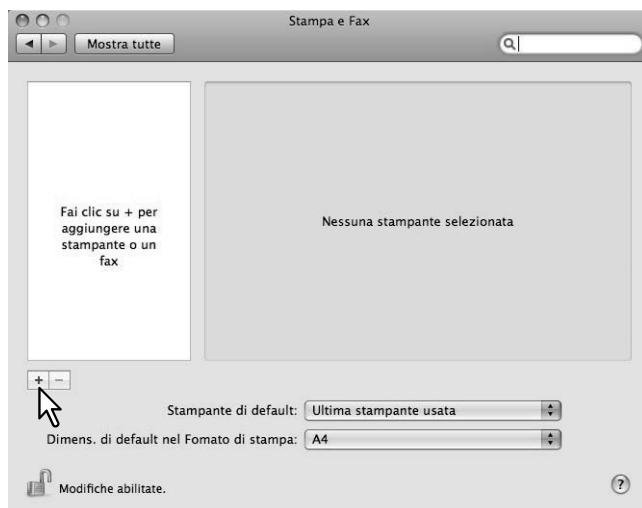 Stampa e Fax
Mostra tutte
Fai clic su + per
aggiungere una
stampante o un
fax
Nessuna stampante selezionata
+ −
Stampante di default: Ultima stampante usata
Dimens. di default nel Fomato di stampa: A4
Modifiche abilitate.
?